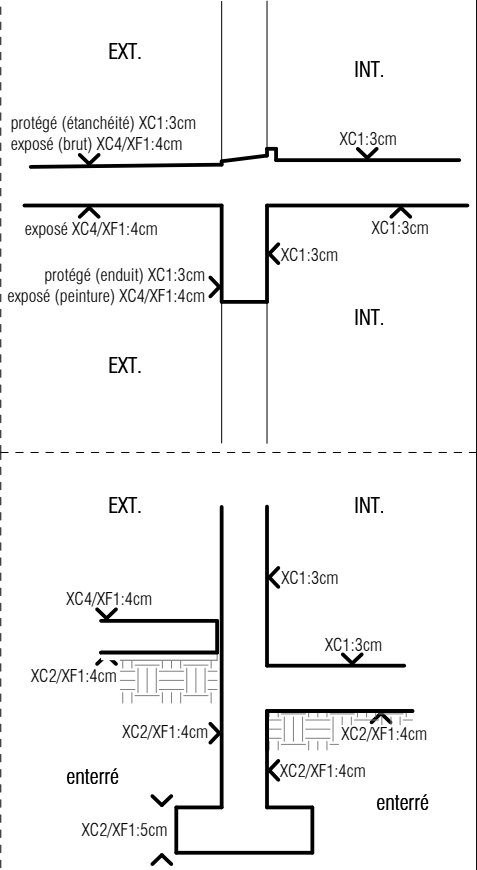 EXT.
INT.
protégé (étanchéité) XC1:3cm
exposé (brut) XC4/XF1:4cm
XC1:3cm
exposé XC4/XF1:4cm
XC1:3cm
XC1:3cm
protégé (enduit) XC1:3cm
exposé (peinture) XC4/XF1:4cm
INT.
EXT.
EXT.
INT.
XC1:3cm
XC4/XF1:4cm
XC1:3cm
XC2/XF1:4cm
XC2/XF1:4cm
XC2/XF1:4cm
XC2/XF1:4cm
enterré
enterré
XC2/XF1:5cm